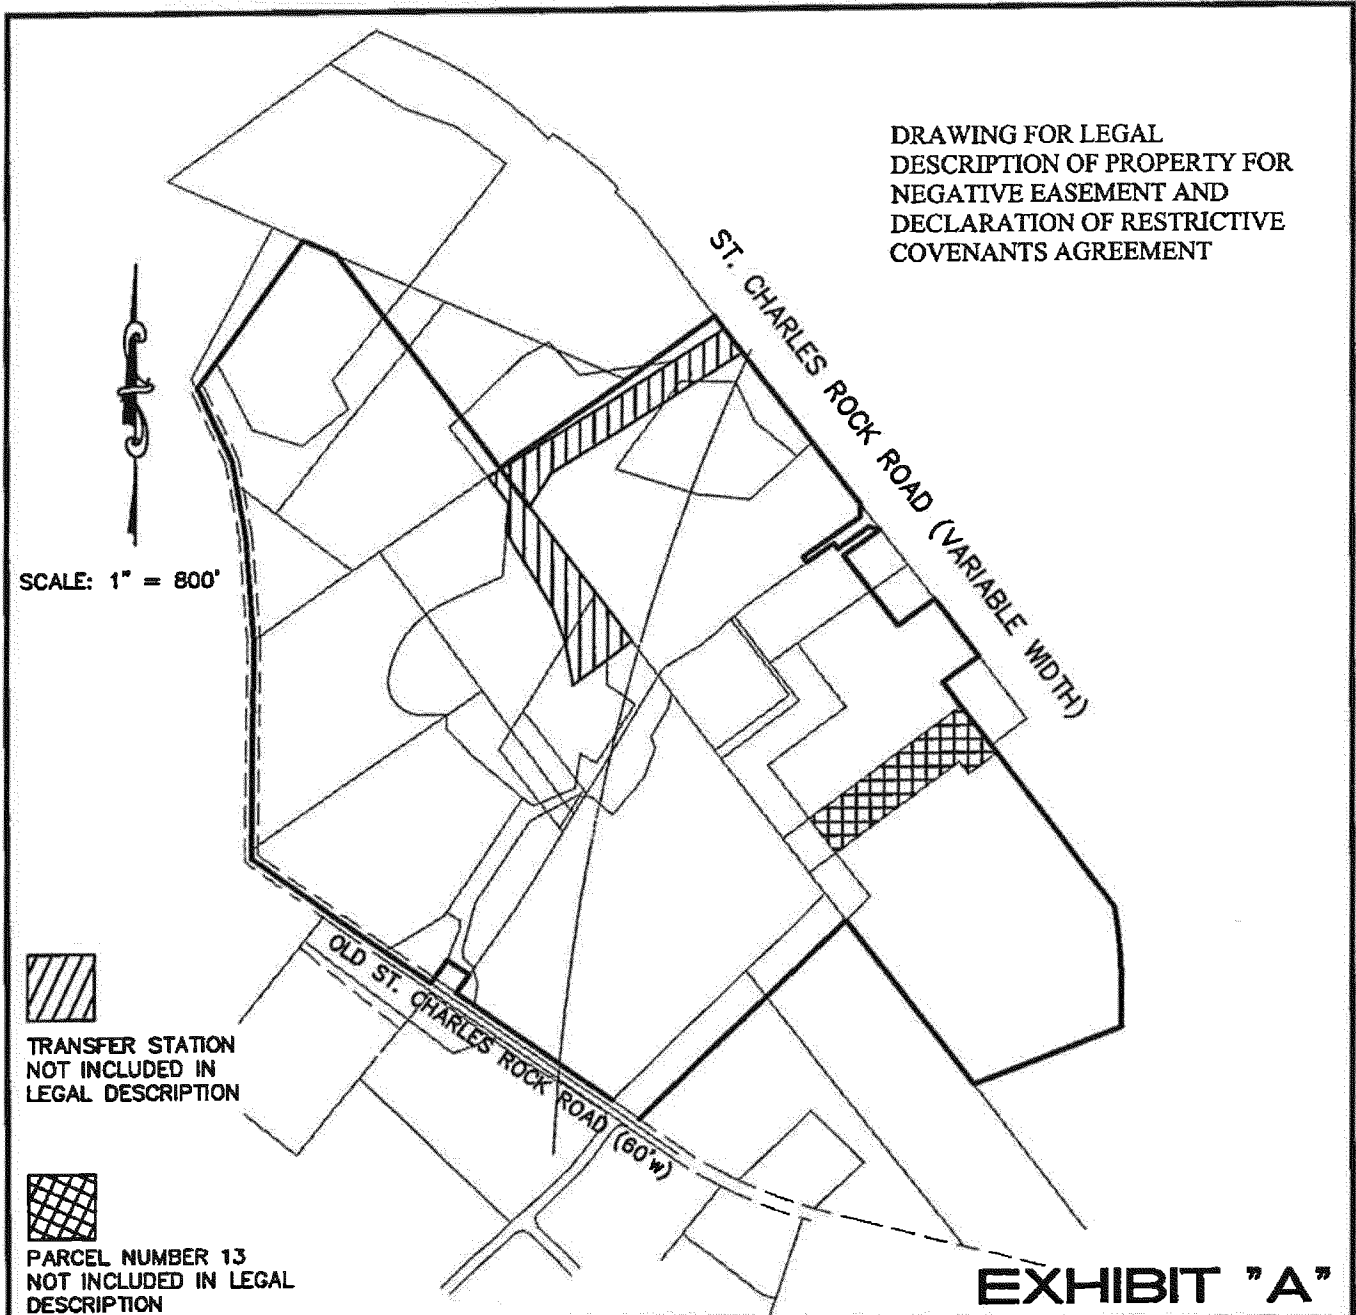 DRAWING FOR LEGAL
DESCRIPTION OF PROPERTY FOR
NEGATIVE EASEMENT AND
DECLARATION OF RESTRICTIVE
COVENANTS AGREEMENT
ST. CHARLES ROCK ROAD (VARIABLE WIDTH)
SCALE: 1" = 800'
OLD ST. CHARLES ROCK ROAD (60'w)
TRANSFER STATION
NOT INCLUDED IN
LEGAL DESCRIPTION
PARCEL NUMBER 13
NOT INCLUDED IN LEGAL
DESCRIPTION
EXHIBIT "A"